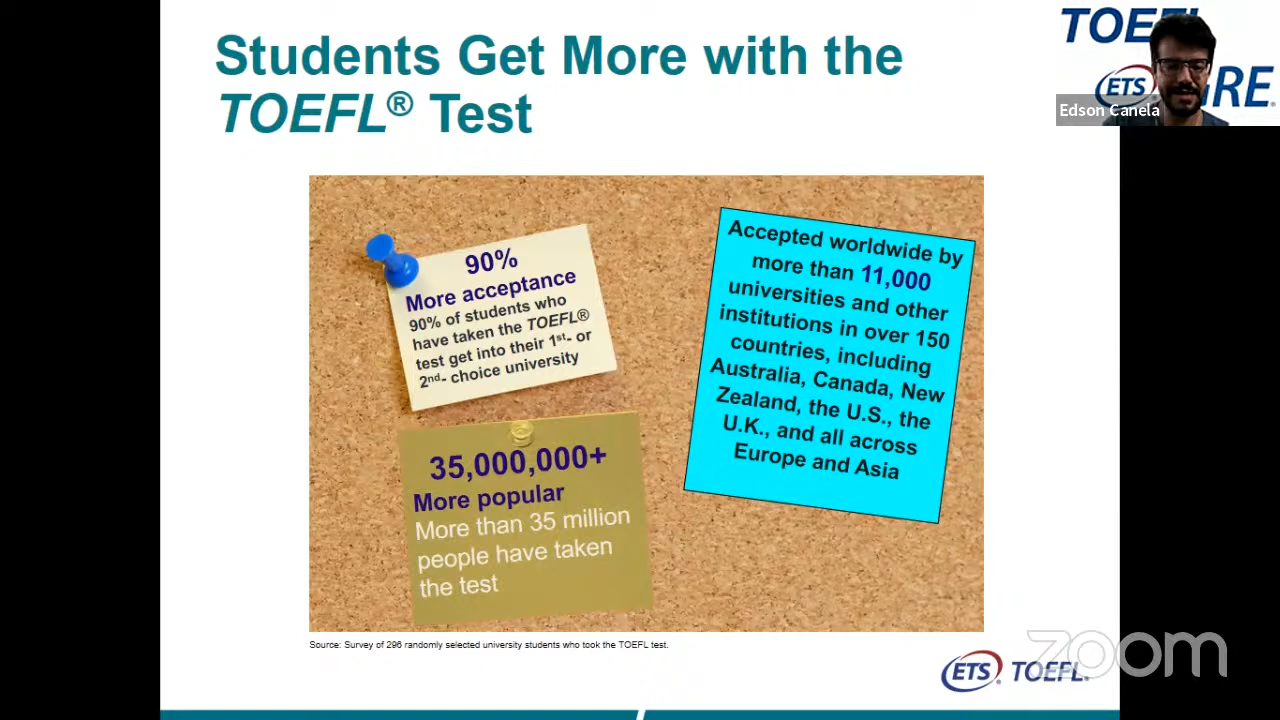 Students Get More with the
TOEFL® Test
TOEFL
ETS GRE®
Edson Canela
90%
More acceptance
90% of students who
have taken the TOEFL®
test get into their 1st- or
2nd- choice university
35,000,000+
More popular
More than 35 million
people have taken
the test
Accepted worldwide by
more than 11,000
universities and other
institutions in over 150
countries, including
Australia, Canada, New
Zealand, the U.S., the
U.K., and all across
Europe and Asia
Source: Survey of 296 randomly selected university students who took the TOEFL test.
zoom
ETS® TOEFL®